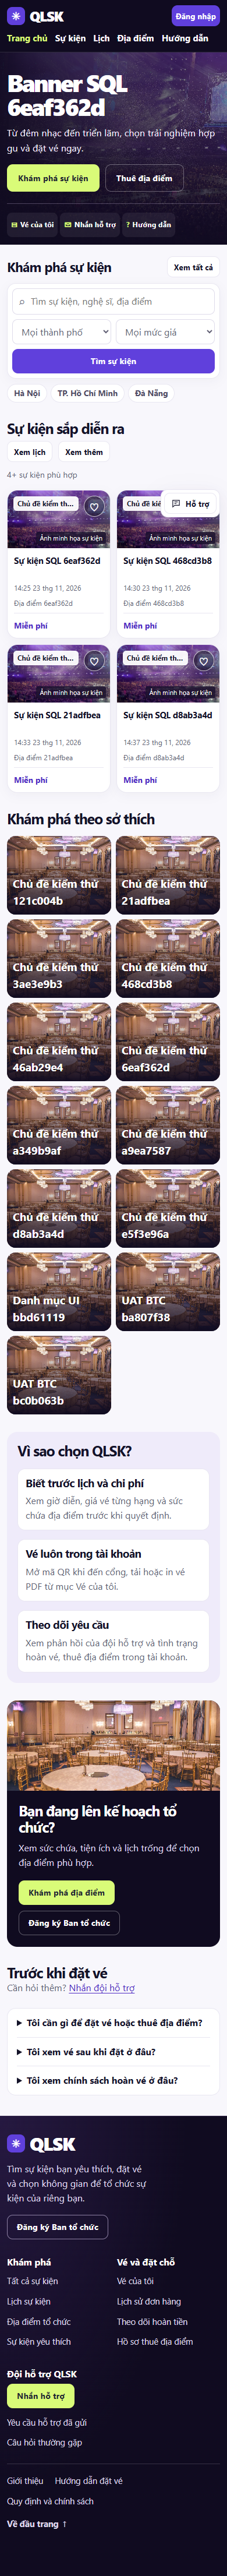 QLSK
Đăng nhập
Trang chủ Sự kiện Lịch Địa điểm Hướng dẫn
Banner SQL
6eaf362d
Từ đêm nhạc đến triển lãm, chọn trải nghiệm hợp
gu và đặt vé ngay.
Khám phá sự kiện
Thuê địa điểm
Vé của tôi
Nhắn hỗ trợ
? Hướng dẫn
Khám phá sự kiện
Xem tất cả
Tìm sự kiện, nghệ sĩ, địa điểm
Mọi thành phố
Mọi mức giá
Tìm sự kiện
Hà Nội
TP. Hồ Chí Minh
Đà Nẵng
Sự kiện sắp diễn ra
Xem lịch
Xem thêm
4+ sự kiện phù hợp
Chủ đề kiểm th...
Ảnh minh họa sự kiện
Sự kiện SQL 6eaf362d
14:25 23 thg 11, 2026
Địa điểm 6eaf362d
Miễn phí
Hỗ trợ
Ảnh minh họa sự kiện
Sự kiện SQL 468cd3b8
14:30 23 thg 11, 2026
Địa điểm 468cd3b8
Miễn phí
Chủ đề kiểm th...
Ảnh minh họa sự kiện
Sự kiện SQL 21adfbea
14:33 23 thg 11, 2026
Địa điểm 21adfbea
Miễn phí
Chủ đề kiểm th...
Ảnh minh họa sự kiện
Sự kiện SQL d8ab3a4d
14:37 23 thg 11, 2026
Địa điểm d8ab3a4d
Miễn phí
Khám phá theo sở thích
Chủ đề kiểm thử
121c004b
Chủ đề kiểm thử
21adfbea
Chủ đề kiểm thử
3ae3e9b3
Chủ đề kiểm thử
468cd3b8
Chủ đề kiểm thử
46ab29e4
Chủ đề kiểm thử
6eaf362d
Chủ đề kiểm thử
a349b9af
Chủ đề kiểm thử
a9ea7587
Chủ đề kiểm thử
d8ab3a4d
Chủ đề kiểm thử
e5f3e96a
Danh mục UI
bbd61119
UAT BTC
ba807f38
UAT BTC
bc0b063b
Vì sao chọn QLSK?
Biết trước lịch và chi phí
Xem giờ diễn, giá vé từng hạng và sức
chứa địa điểm trước khi quyết định.
Vé luôn trong tài khoản
Mở mã QR khi đến cổng, tải hoặc in vé
PDF từ mục Vé của tôi.
Theo dõi yêu cầu
Xem phản hồi của đội hỗ trợ và tình trạng
hoàn vé, thuê địa điểm trong tài khoản.
Bạn đang lên kế hoạch tổ
chức?
Xem sức chứa, tiện ích và lịch trống để chọn
địa điểm phù hợp.
Khám phá địa điểm
Đăng ký Ban tổ chức
Trước khi đặt vé
Cần hỏi thêm? Nhắn đội hỗ trợ
Tôi cần gì để đặt vé hoặc thuê địa điểm?
Tôi xem vé sau khi đặt ở đâu?
Tôi xem chính sách hoàn vé ở đâu?
QLSK
Tìm sự kiện bạn yêu thích, đặt vé
và chọn không gian để tổ chức sự
kiện của riêng bạn.
Đăng ký Ban tổ chức
Khám phá
Tất cả sự kiện
Lịch sự kiện
Địa điểm tổ chức
Sự kiện yêu thích
Vé và đặt chỗ
Vé của tôi
Lịch sử đơn hàng
Theo dõi hoàn tiền
Hồ sơ thuê địa điểm
Đội hỗ trợ QLSK
Nhắn hỗ trợ
Yêu cầu hỗ trợ đã gửi
Câu hỏi thường gặp
Giới thiệu Hướng dẫn đặt vé
Quy định và chính sách
Về đầu trang ↑